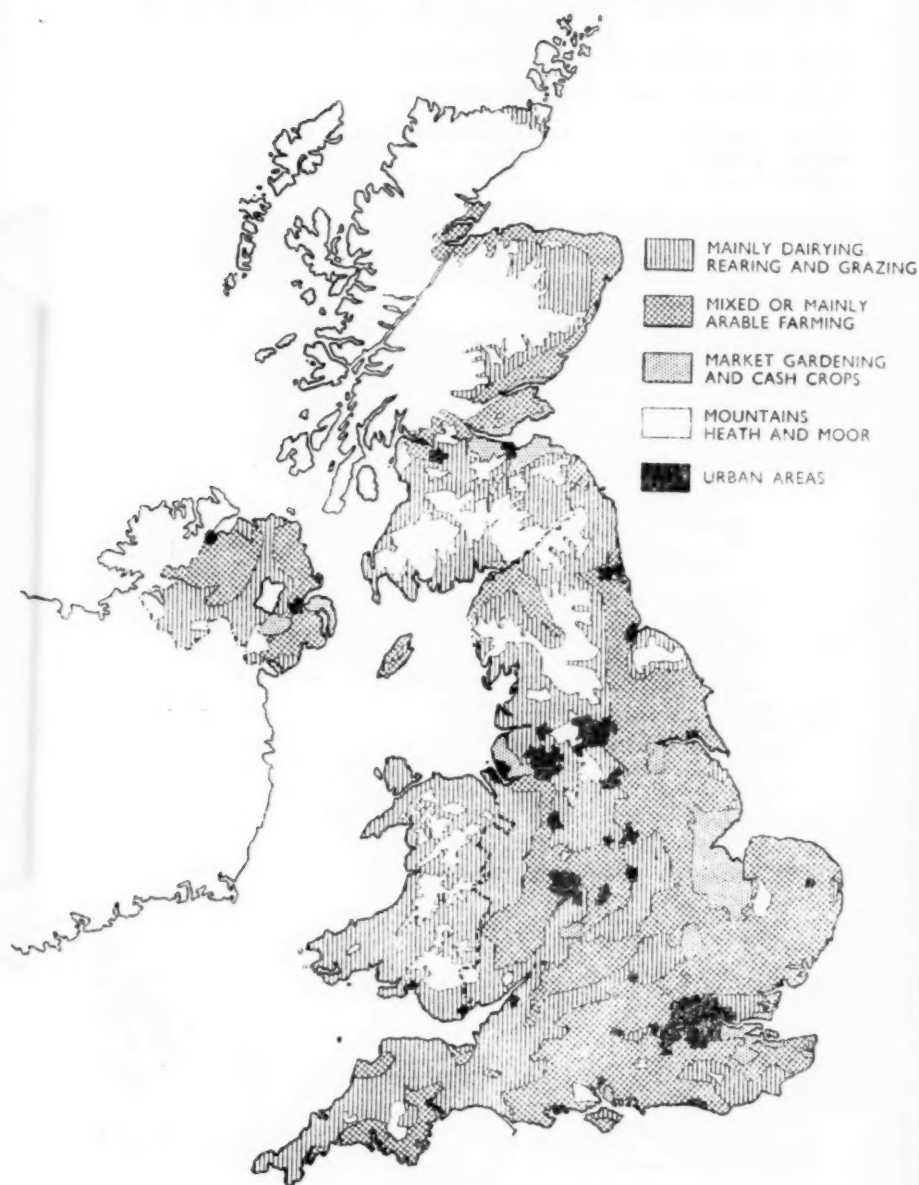 MAINLY DAIRYING
REARING AND GRAZING
MIXED OR MAINLY
ARABLE FARMING
MARKET GARDENING
AND CASH CROPS
MOUNTAINS
HEATH AND MOOR
URBAN AREAS